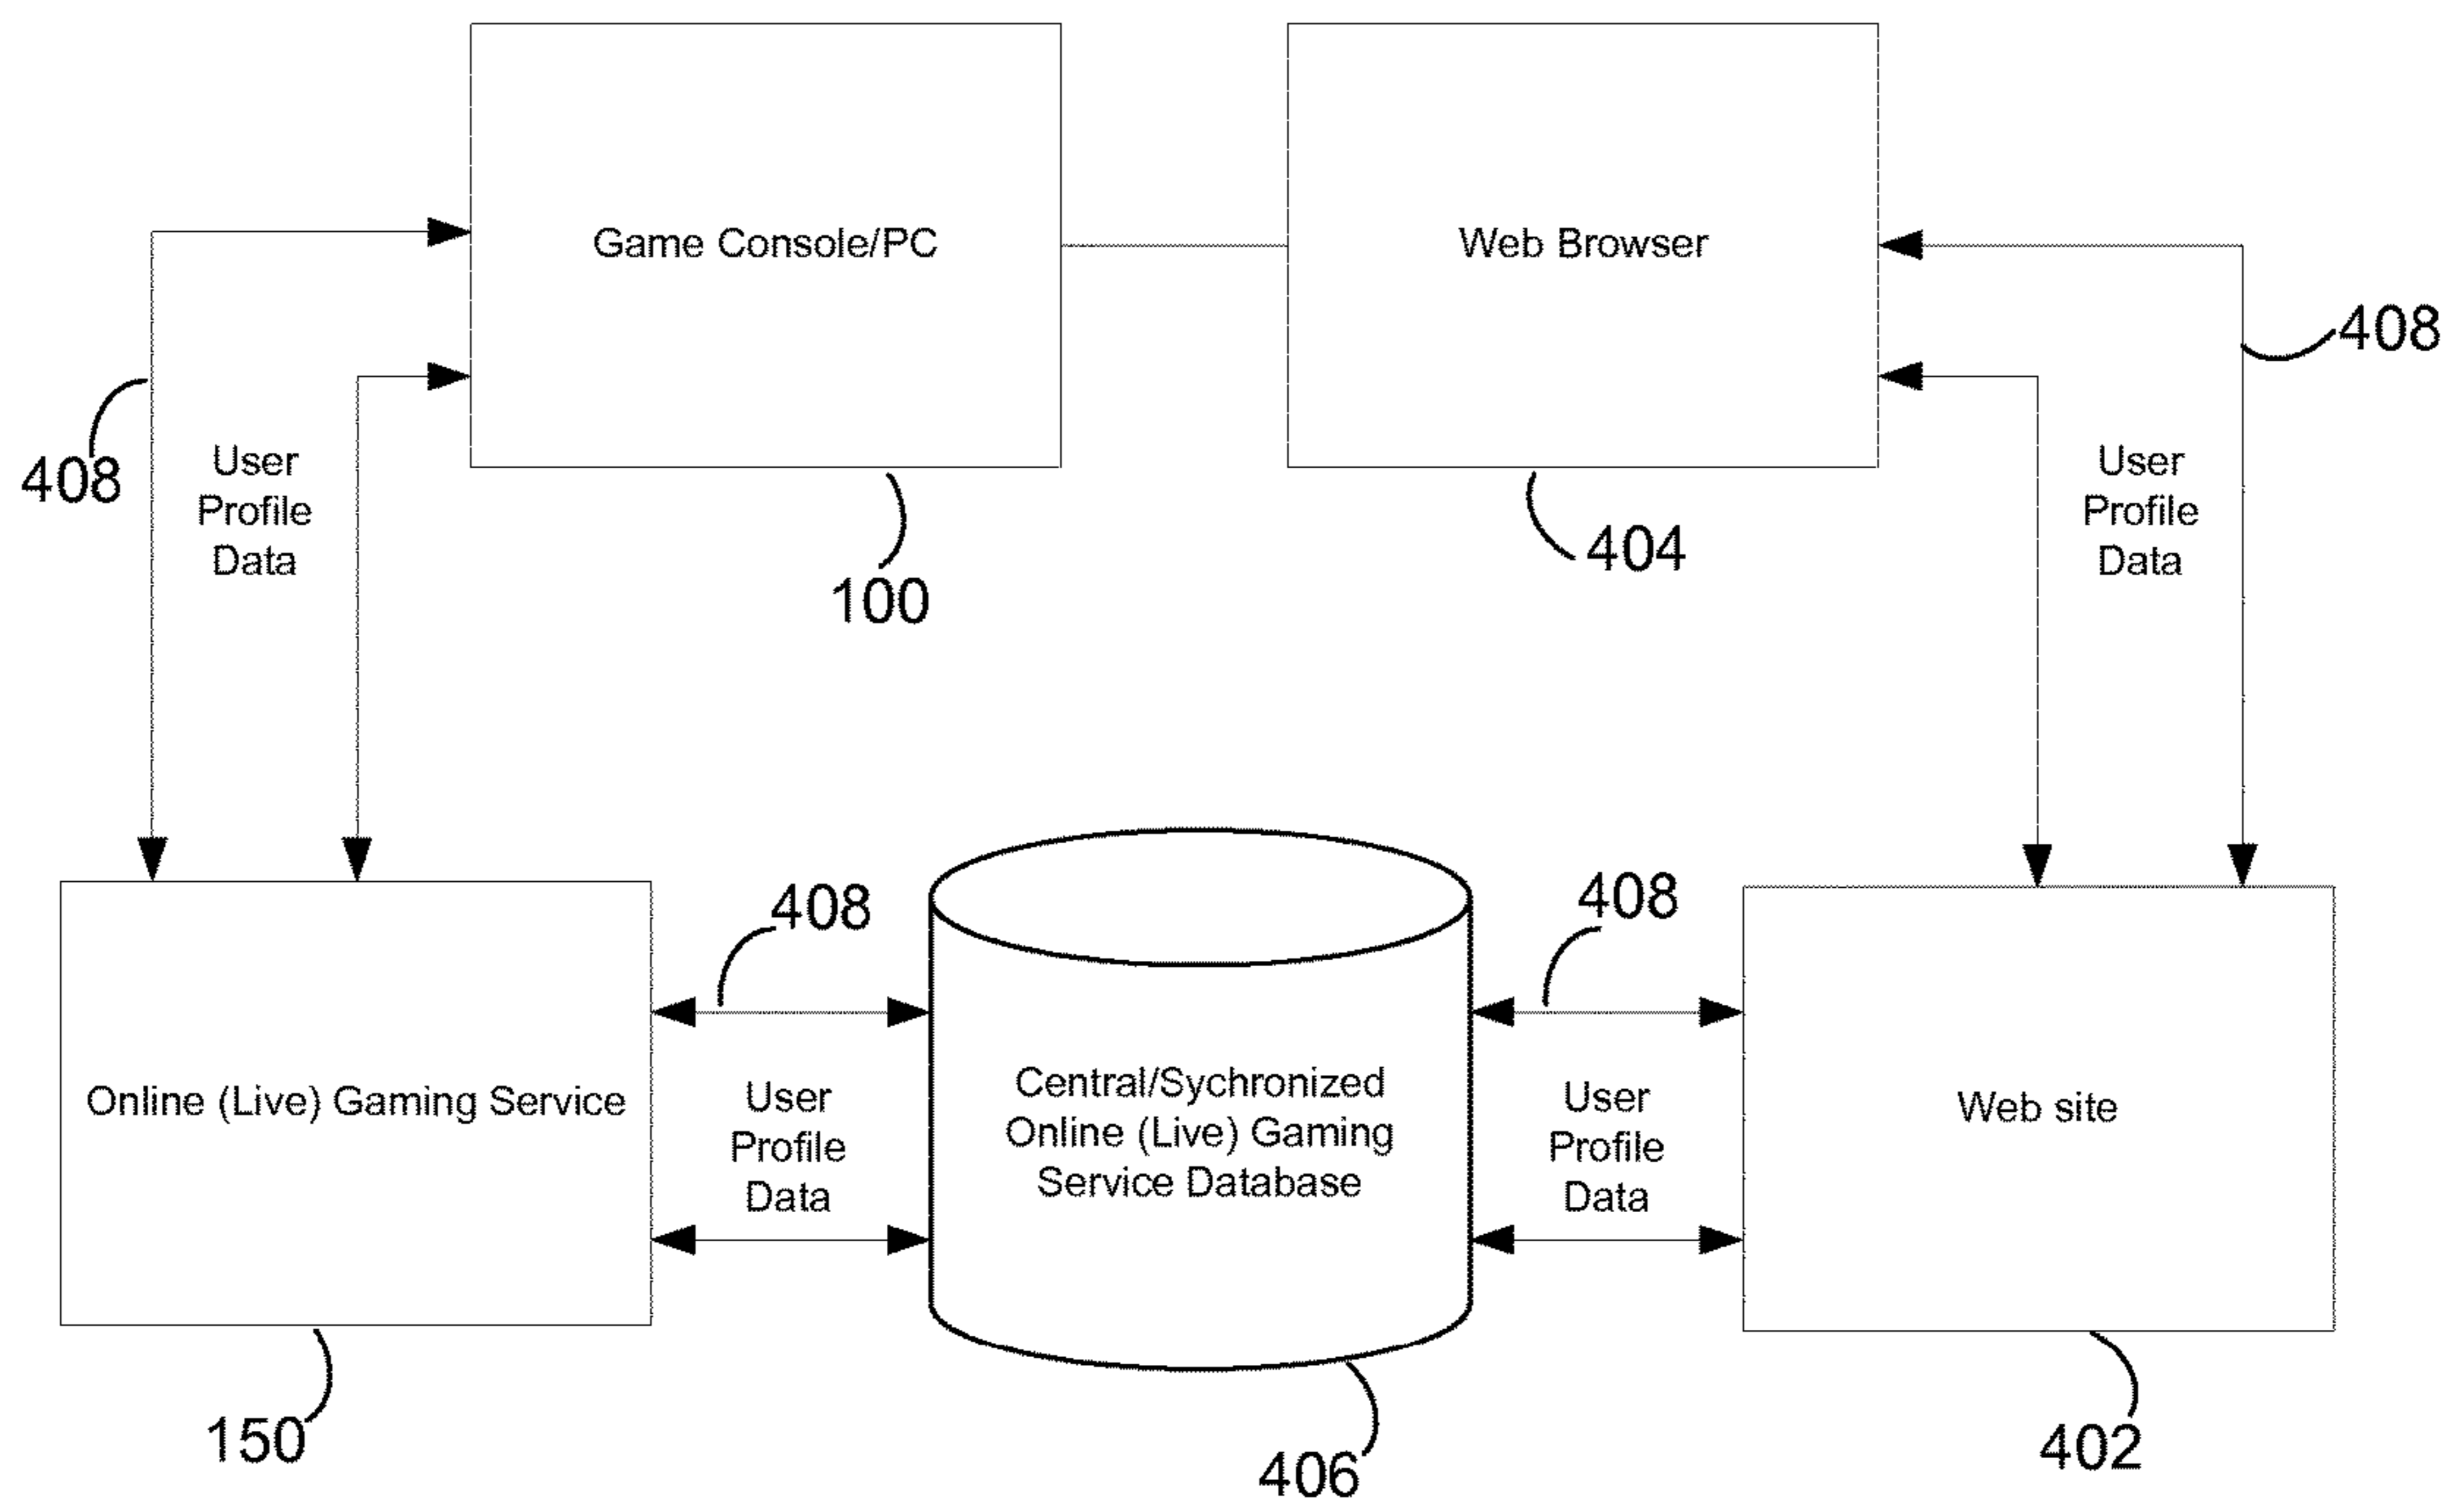 Game Console/PC
Web Browser
408
408
User
Profile
Data
User
Profile
Data
404
100
408
408
Online (Live) Gaming Service
User
Profile
Data
Central/Sychronized
Online (Live) Gaming
Service Database
User
Profile
Data
Web site
150
406
402